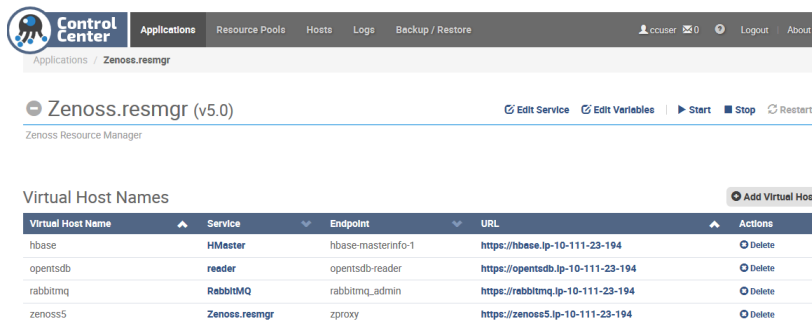 Control Center Applications Resource Pools Hosts Logs Backup / Restore ccuser 0 Logout About
Applications / Zenoss.resmgr
Zenoss.resmgr (v5.0) Edit Service Edit Variables Start Stop Restart
Zenoss Resource Manager
Virtual Host Names Add Virtual Hos
Virtual Host Name Service Endpoint URL Actions
hbase HMaster hbase-masterinfo-1 https://hbase.ip-10-111-23-194 Delete
opentsdb reader opentsdb-reader https://opentsdb.ip-10-111-23-194 Delete
rabbitmq RabbitMQ rabbitmq_admin https://rabbitmq.ip-10-111-23-194 Delete
zenoss5 Zenoss.resmgr zproxy https://zenoss5.ip-10-111-23-194 Delete